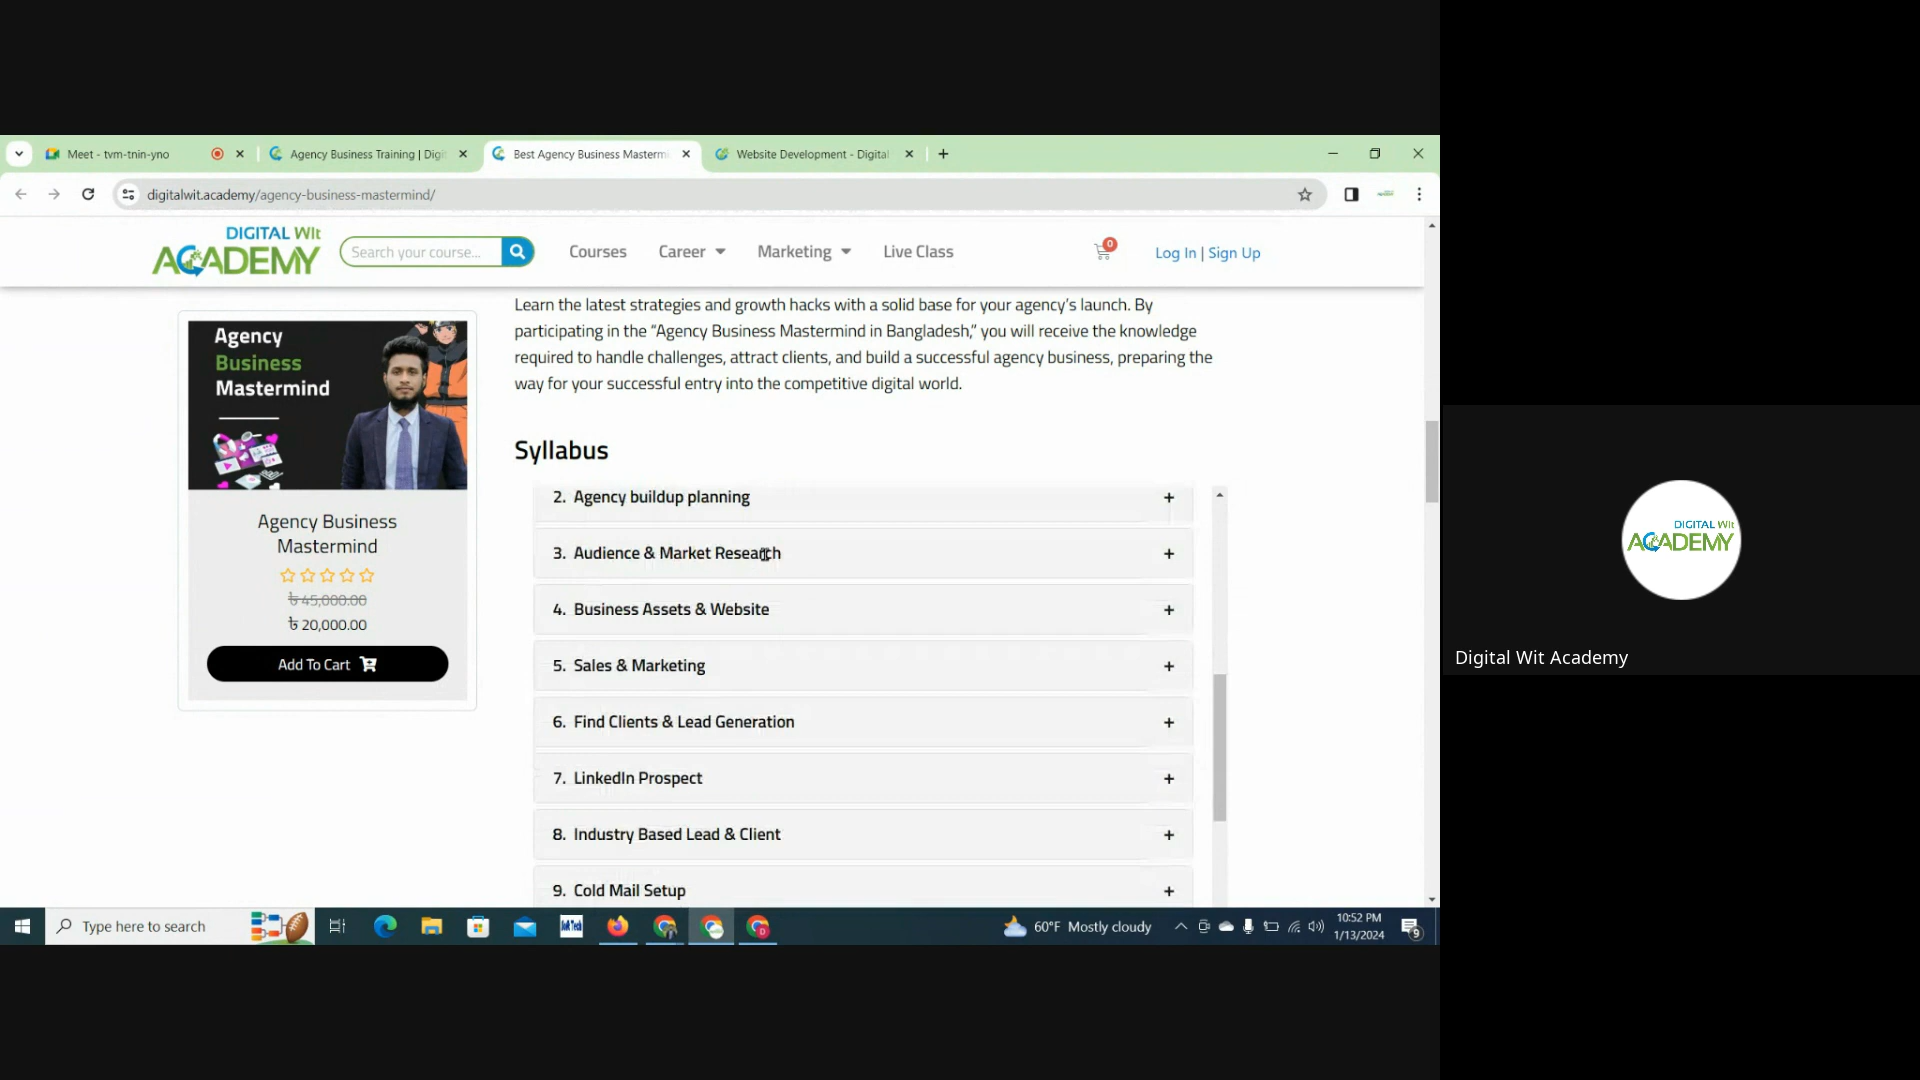 Meet - tvm-tnin-yno
Agency Business Training | Digi
Best Agency Business Masterm
Website Development - Digital
digitalwit.academy/agency-business-mastermind/
DIGITAL WIt
ACADEMY
Search your course...
Courses
Career
Marketing
Live Class
0
Log In | Sign Up
Agency
Business
Mastermind
Agency Business
Mastermind
৳ 45,000.00
৳ 20,000.00
Add To Cart
Learn the latest strategies and growth hacks with a solid base for your agency’s launch. By
participating in the “Agency Business Mastermind in Bangladesh,” you will receive the knowledge
required to handle challenges, attract clients, and build a successful agency business, preparing the
way for your successful entry into the competitive digital world.
Syllabus
2. Agency buildup planning +
3. Audience & Market Research +
4. Business Assets & Website +
5. Sales & Marketing +
6. Find Clients & Lead Generation +
7. LinkedIn Prospect +
8. Industry Based Lead & Client +
9. Cold Mail Setup +
Type here to search
60°F Mostly cloudy
10:52 PM
1/13/2024
9
DIGITAL WIt
ACADEMY
Digital Wit Academy